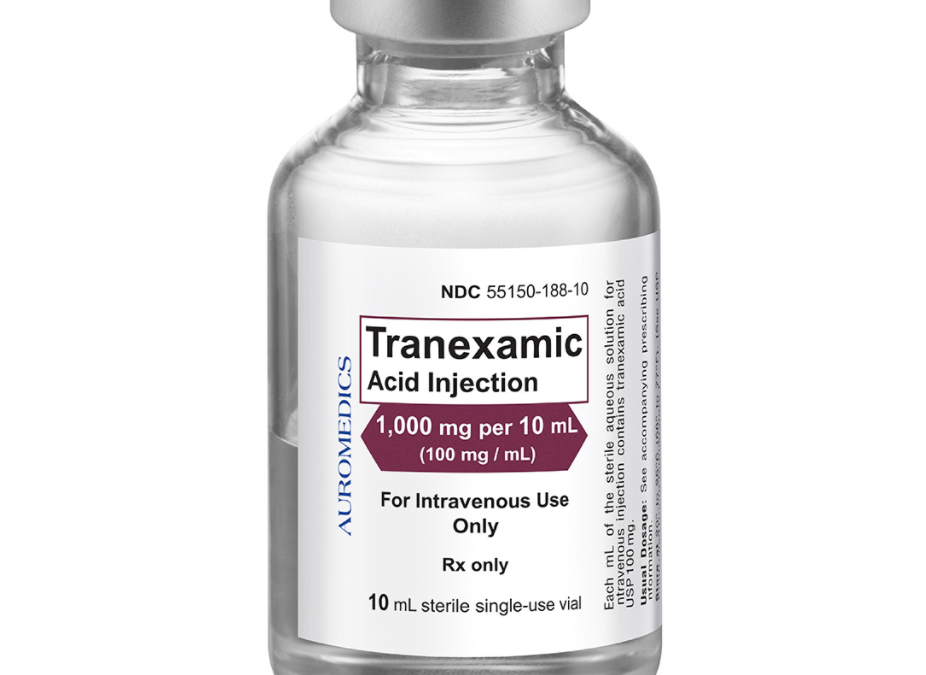 NDC 55150-188-10
Tranexamic
Acid Injection
1,000 mg per 10 mL
(100 mg / mL)
For Intravenous Use
Only
Rx only
10 mL sterile single-use vial
AUROMEDICS
Each mL of the sterile aqueous solution for
ntravenous injection contains tranexamic acid
USP 100 mg.
Usual Dosage: See accompanying prescribing
nformation.